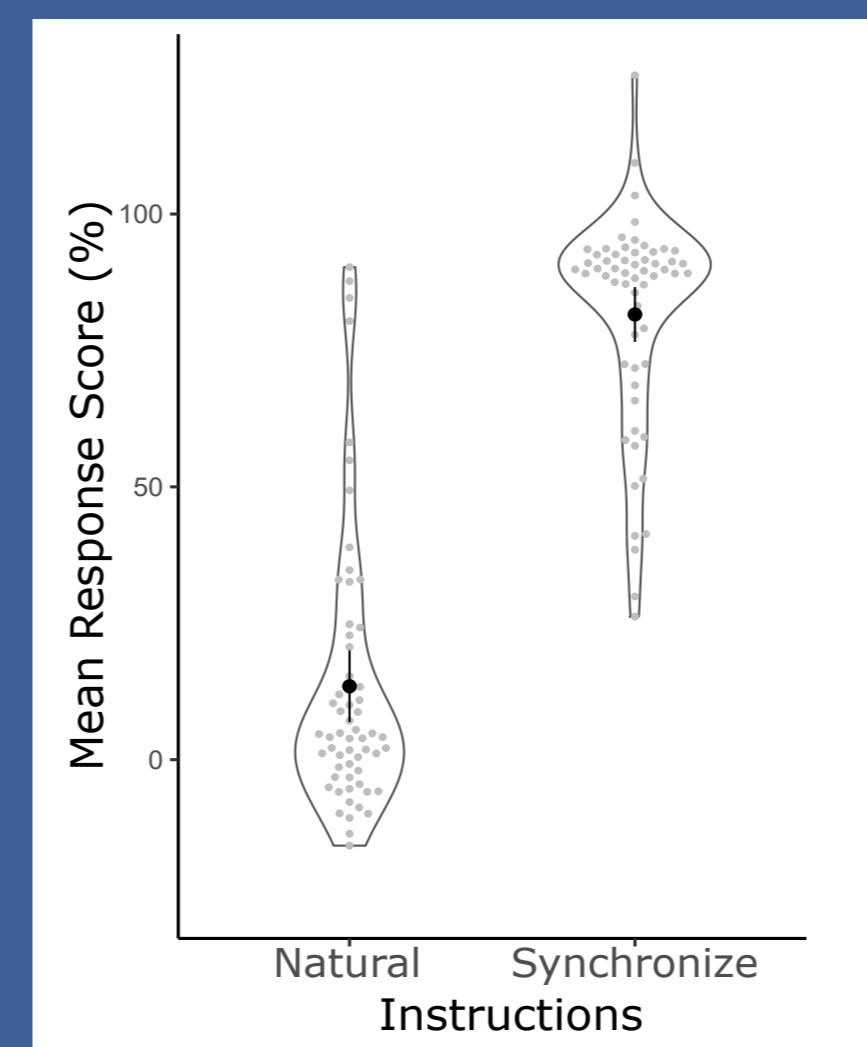 Mean Response Score (%)
100
50
0
Natural Synchronize
Instructions